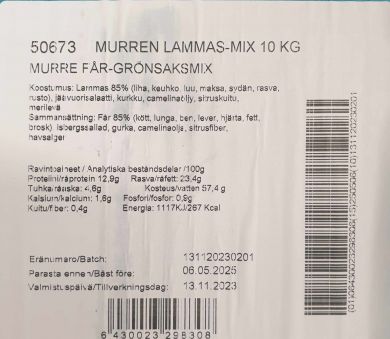 50673 MURREN LAMMAS-MIX 10 KG
MURRE FÅR-GRÖNSAKSMIX
Koostumus: Lammas 85% (liha, keuhko, luu, maksa, sydän, rasva,
rusto), jäävuorisalaatti, kurkku, camelinaöljy, sitruskuitu,
merilevä
Sammansättning: Får 85% (kött, lunga, ben, lever, hjärta, fett,
brosk) isbergssallad, gurka, camelinaolja, sitrusfiber,
havsalger
Ravintoaineet / Analytiska beståndsdelar /100g
Proteiini/råprotein 12,9g Rasva/råfett: 23,4g
Tuhka/råaska: 4,6g Kosteus/vatten 57,4 g
Kalsium/kalcium: 1,6g Fosfori/fosfor: 0,9g
Kuitu/fiber: 0,4g Energia: 1117KJ/267 Kcal
Eränumero/Batch: 131120230201
Parasta ennen/Bäst före: 06.05.2025
Valmistuspäivä/Tillverkningsdag: 13.11.2023
6 430023 298308